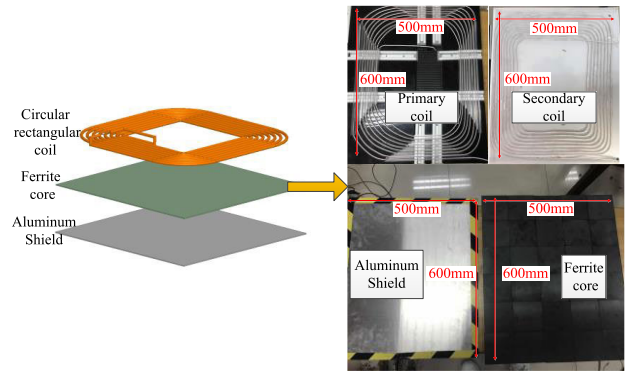 Circular
rectangular
coil
Ferrite
core
Aluminum
Shield
500mm
600mm
Primary
coil
500mm
600mm
Secondary
coil
500mm
600mm
Aluminum
Shield
500mm
600mm
Ferrite
core